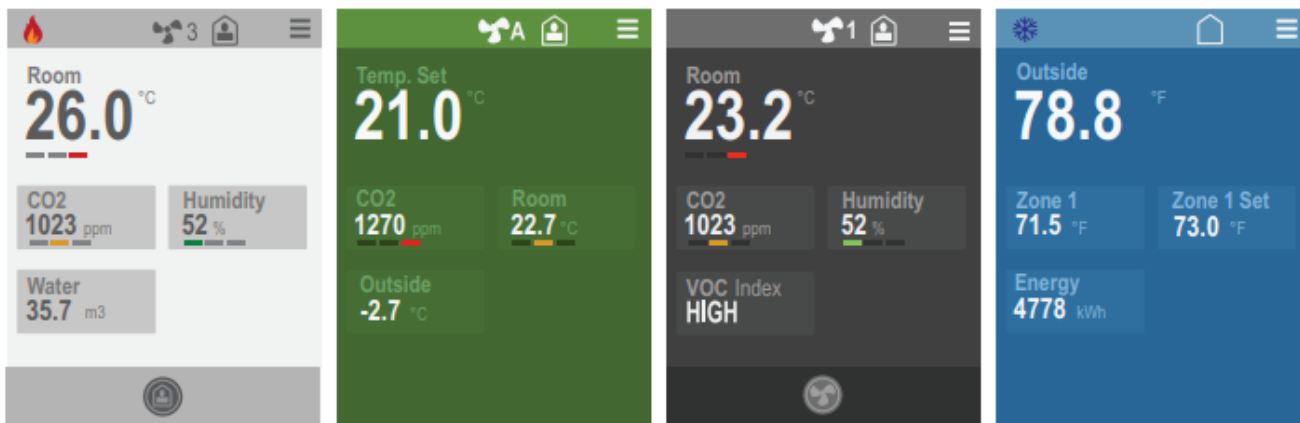 3
Room
26.0 °C
CO2
1023 ppm
Humidity
52 %
Water
35.7 m3
A
Temp. Set
21.0 °C
CO2
1270 ppm
Room
22.7 °C
Outside
-2.7 °C
1
Room
23.2 °C
CO2
1023 ppm
Humidity
52 %
VOC Index
HIGH
Outside
78.8 °F
Zone 1
71.5 °F
Zone 1 Set
73.0 °F
Energy
4778 kWh